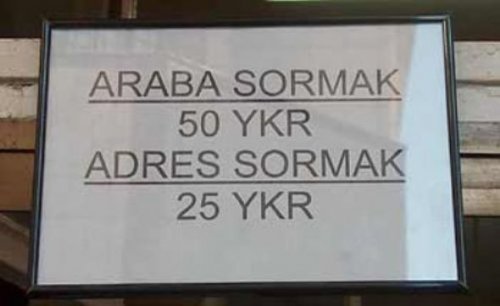 ARABA SORMAK
50 YKR
ADRES SORMAK
25 YKR